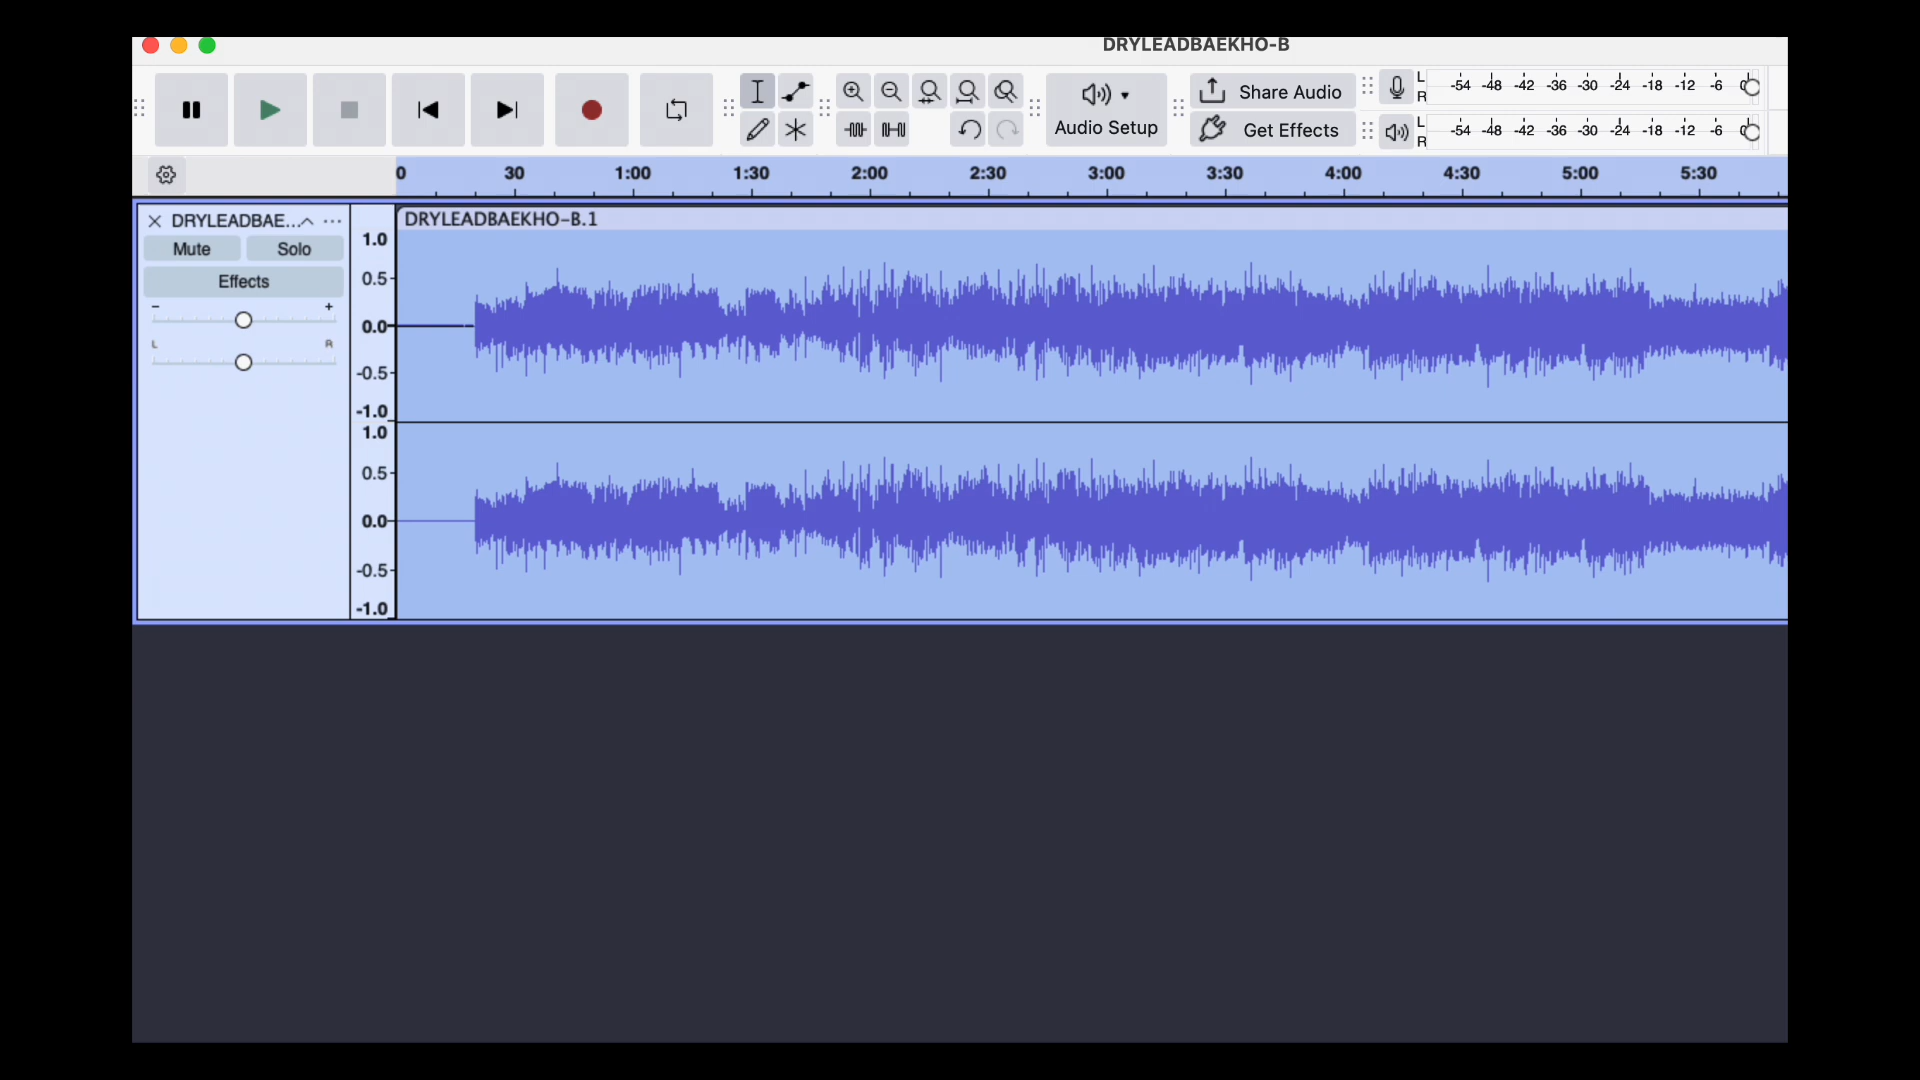 DRYLEADBAEKHO-B
Share Audio
Audio Setup
Get Effects
L
R
-54 -48 -42 -36 -30 -24 -18 -12 -6 0
L
R
-54 -48 -42 -36 -30 -24 -18 -12 -6 0
0 30 1:00 1:30 2:00 2:30 3:00 3:30 4:00 4:30 5:00 5:30
DRYLEADBAE...
DRYLEADBAEKHO-B.1
Mute Solo
Effects
- +
L R
1.0
0.5
0.0
-0.5
-1.0
1.0
0.5
0.0
-0.5
-1.0